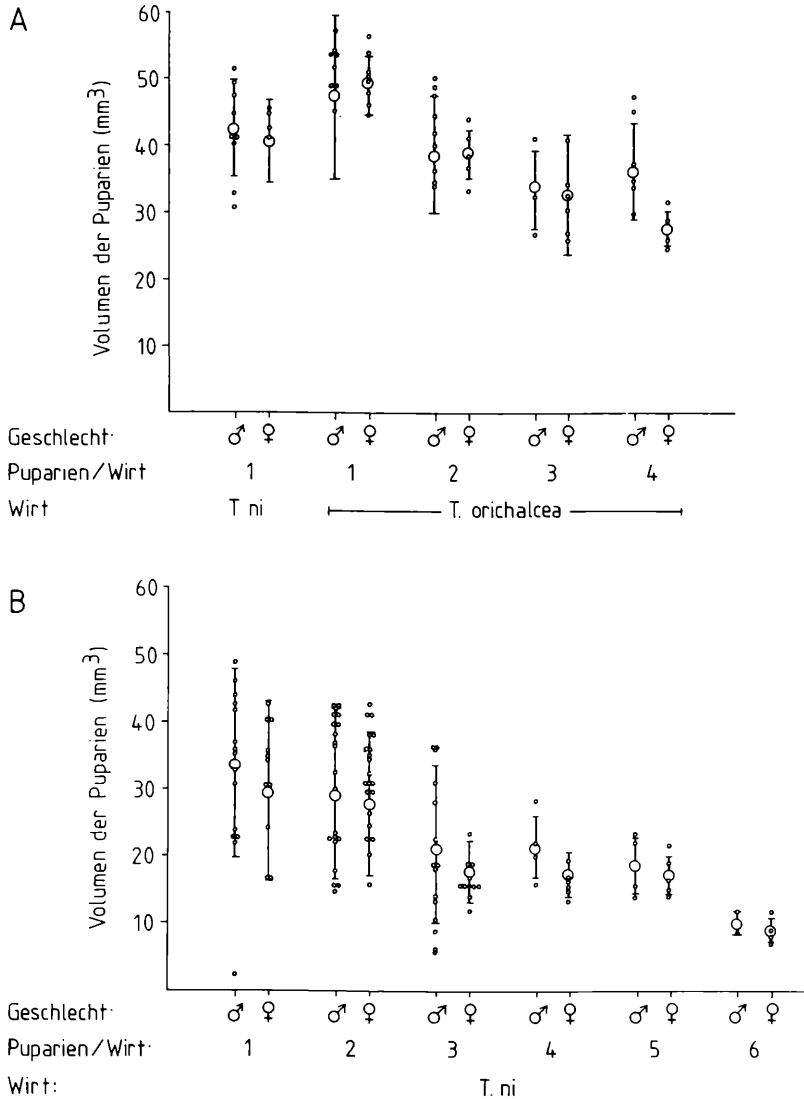 A
Volumen der Puparien (mm³)
60
50
40
30
20
10
Geschlecht: ♂ ♀ ♂ ♀ ♂ ♀ ♂ ♀ ♂ ♀
Puparien/Wirt 1 1 2 3 4
Wirt T ni T. orichalcea
B
Volumen der Puparien (mm³)
60
50
40
30
20
10
Geschlecht: ♂ ♀ ♂ ♀ ♂ ♀ ♂ ♀ ♂ ♀ ♂ ♀
Puparien/Wirt: 1 2 3 4 5 6
Wirt: T. ni